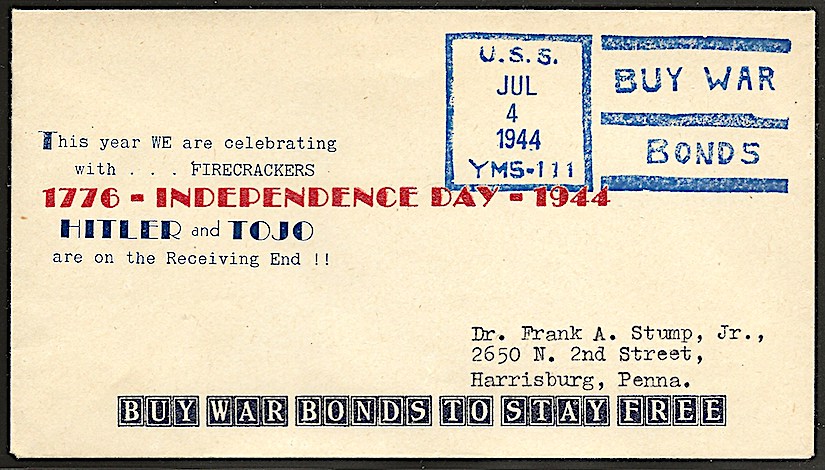 U.S.S.
JUL
4
1944
YMS-111
BUY WAR
BONDS
This year WE are celebrating
with . . . FIRECRACKERS
1776 - INDEPENDENCE DAY - 1944
HITLER and TOJO
are on the Receiving End !!
Dr. Frank A. Stump, Jr.,
2650 N. 2nd Street,
Harrisburg, Penna.
BUY WAR BONDS TO STAY FREE